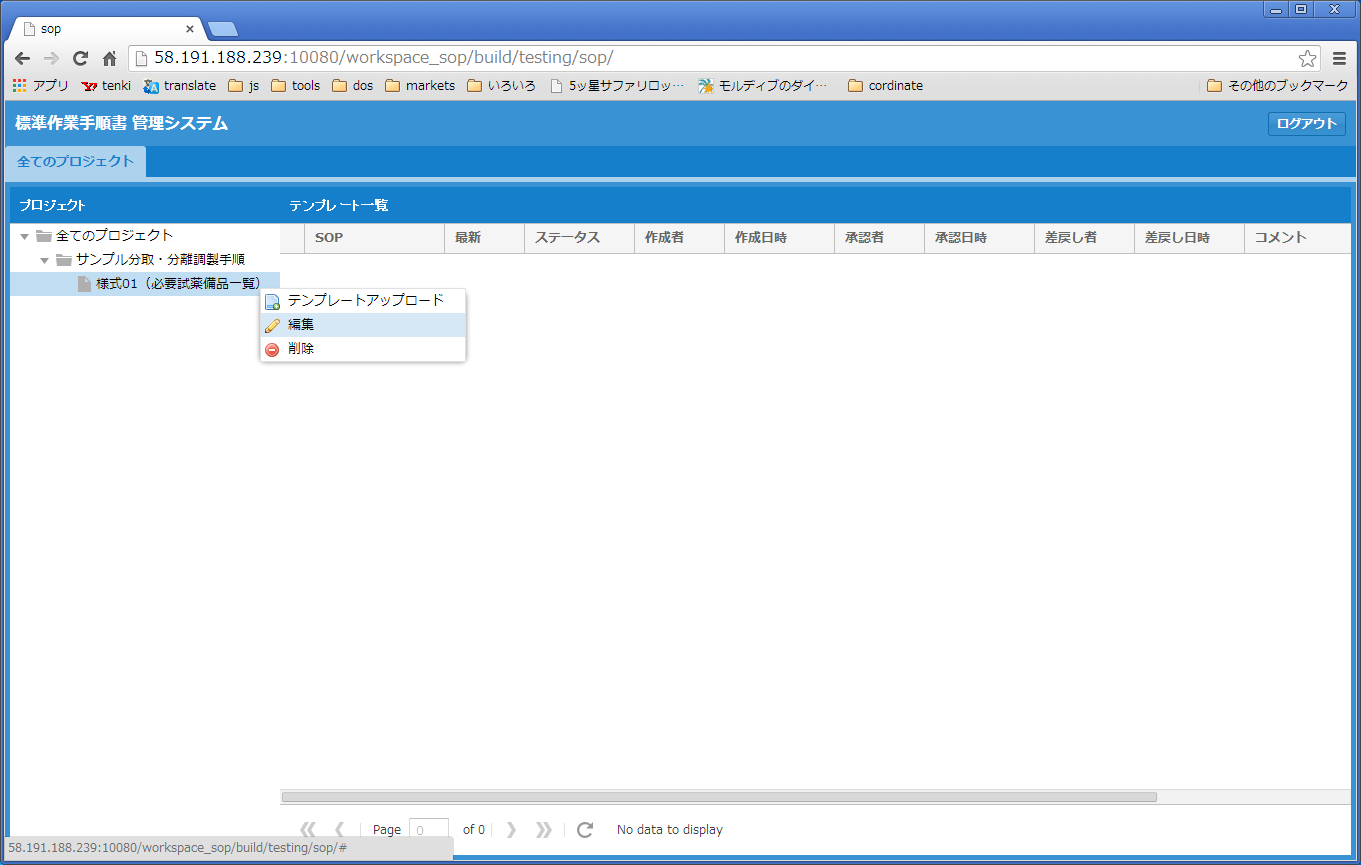 sop
58.191.188.239:10080/workspace_sop/build/testing/sop/
アプリ tenki translate js tools dos markets いろいろ 5ッ星サファリロッ… モルディブのダイ… cordinate その他のブックマーク
標準作業手順書 管理システム ログアウト
全てのプロジェクト
プロジェクト テンプレート一覧
SOP 最新 ステータス 作成者 作成日時 承認者 承認日時 差戻し者 差戻し日時 コメント
全てのプロジェクト
サンプル分取・分離調製手順
様式01（必要試薬備品一覧）
テンプレートアップロード
編集
削除
Page 0 of 0 No data to display
58.191.188.239:10080/workspace_sop/build/testing/sop/#